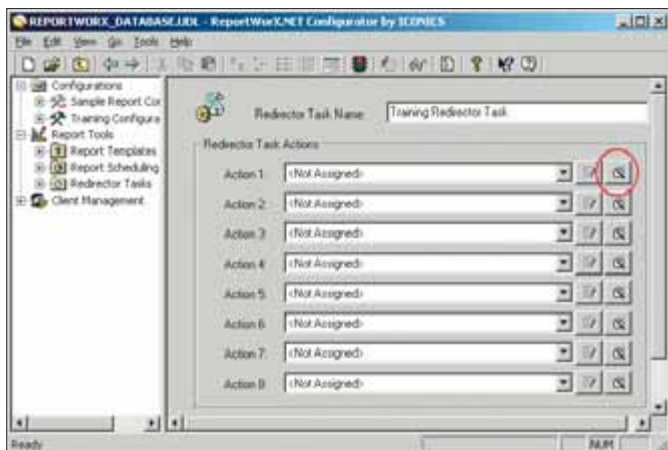 REPORTWORX_DATABASE.UDL - ReportWorX.NET Configurator by ICONICS
File Edit View Go Tools Help
Configurations
Sample Report Cor
Training Configura
Report Tools
Report Templates
Report Scheduling
Redirector Tasks
Client Management
Redirector Task Name: Training Redirector Task
Redirector Task Actions
Action 1: <Not Assigned>
Action 2: <Not Assigned>
Action 3: <Not Assigned>
Action 4: <Not Assigned>
Action 5: <Not Assigned>
Action 6: <Not Assigned>
Action 7: <Not Assigned>
Action 8: <Not Assigned>
Ready
NUM